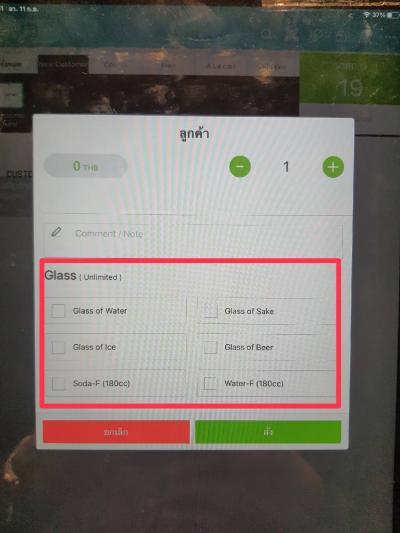 อา. 11 ก.ย.
37%
New Customer
19
ลูกค้า
0 THB
− 1 +
Comment / Note
Glass ( Unlimited )
Glass of Water Glass of Sake
Glass of Ice Glass of Beer
Soda-F (180cc) Water-F (180cc)
ยกเลิก สั่ง